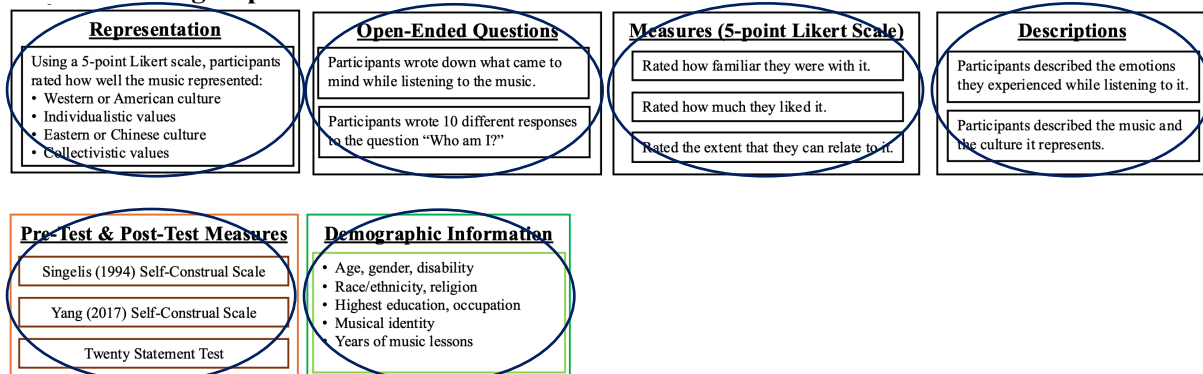 Representation
Using a 5-point Likert scale, participants
rated how well the music represented:
• Western or American culture
• Individualistic values
• Eastern or Chinese culture
• Collectivistic values
Open-Ended Questions
Participants wrote down what came to
mind while listening to the music.
Participants wrote 10 different responses
to the question “Who am I?”
Measures (5-point Likert Scale)
Rated how familiar they were with it.
Rated how much they liked it.
Rated the extent that they can relate to it.
Descriptions
Participants described the emotions
they experienced while listening to it.
Participants described the music and
the culture it represents.
Pre-Test & Post-Test Measures
Singelis (1994) Self-Construal Scale
Yang (2017) Self-Construal Scale
Twenty Statement Test
Demographic Information
• Age, gender, disability
• Race/ethnicity, religion
• Highest education, occupation
• Musical identity
• Years of music lessons